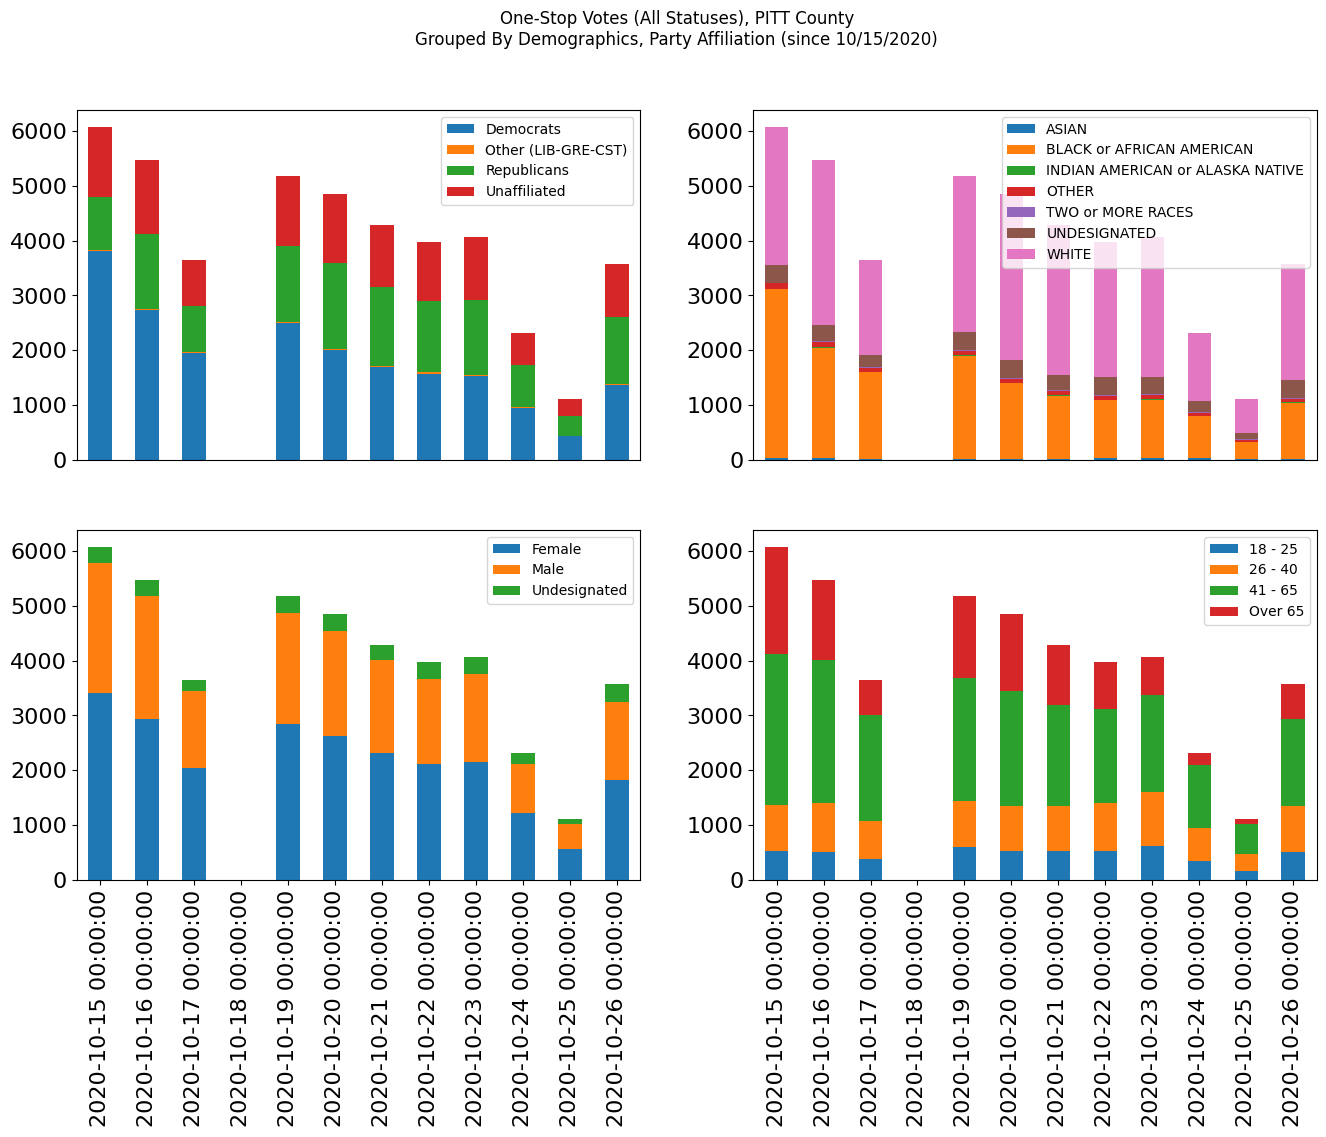 One-Stop Votes (All Statuses), PITT County
Grouped By Demographics, Party Affiliation (since 10/15/2020)
6000
5000
4000
3000
2000
1000
0
Democrats
Other (LIB-GRE-CST)
Republicans
Unaffiliated
6000
5000
4000
3000
2000
1000
0
ASIAN
BLACK or AFRICAN AMERICAN
INDIAN AMERICAN or ALASKA NATIVE
OTHER
TWO or MORE RACES
UNDESIGNATED
WHITE
6000
5000
4000
3000
2000
1000
0
Female
Male
Undesignated
2020-10-15 00:00:00
2020-10-16 00:00:00
2020-10-17 00:00:00
2020-10-18 00:00:00
2020-10-19 00:00:00
2020-10-20 00:00:00
2020-10-21 00:00:00
2020-10-22 00:00:00
2020-10-23 00:00:00
2020-10-24 00:00:00
2020-10-25 00:00:00
2020-10-26 00:00:00
6000
5000
4000
3000
2000
1000
0
18 - 25
26 - 40
41 - 65
Over 65
2020-10-15 00:00:00
2020-10-16 00:00:00
2020-10-17 00:00:00
2020-10-18 00:00:00
2020-10-19 00:00:00
2020-10-20 00:00:00
2020-10-21 00:00:00
2020-10-22 00:00:00
2020-10-23 00:00:00
2020-10-24 00:00:00
2020-10-25 00:00:00
2020-10-26 00:00:00